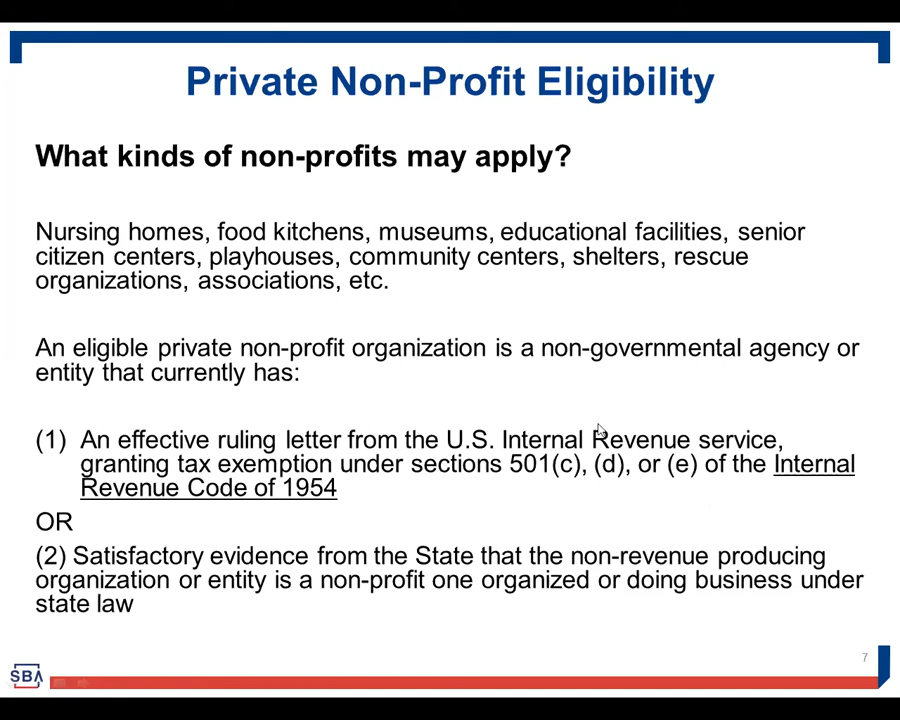 Private Non-Profit Eligibility
What kinds of non-profits may apply?
Nursing homes, food kitchens, museums, educational facilities, senior
citizen centers, playhouses, community centers, shelters, rescue
organizations, associations, etc.
An eligible private non-profit organization is a non-governmental agency or
entity that currently has:
(1) An effective ruling letter from the U.S. Internal Revenue service,
granting tax exemption under sections 501(c), (d), or (e) of the Internal
Revenue Code of 1954
OR
(2) Satisfactory evidence from the State that the non-revenue producing
organization or entity is a non-profit one organized or doing business under
state law
7
SBA